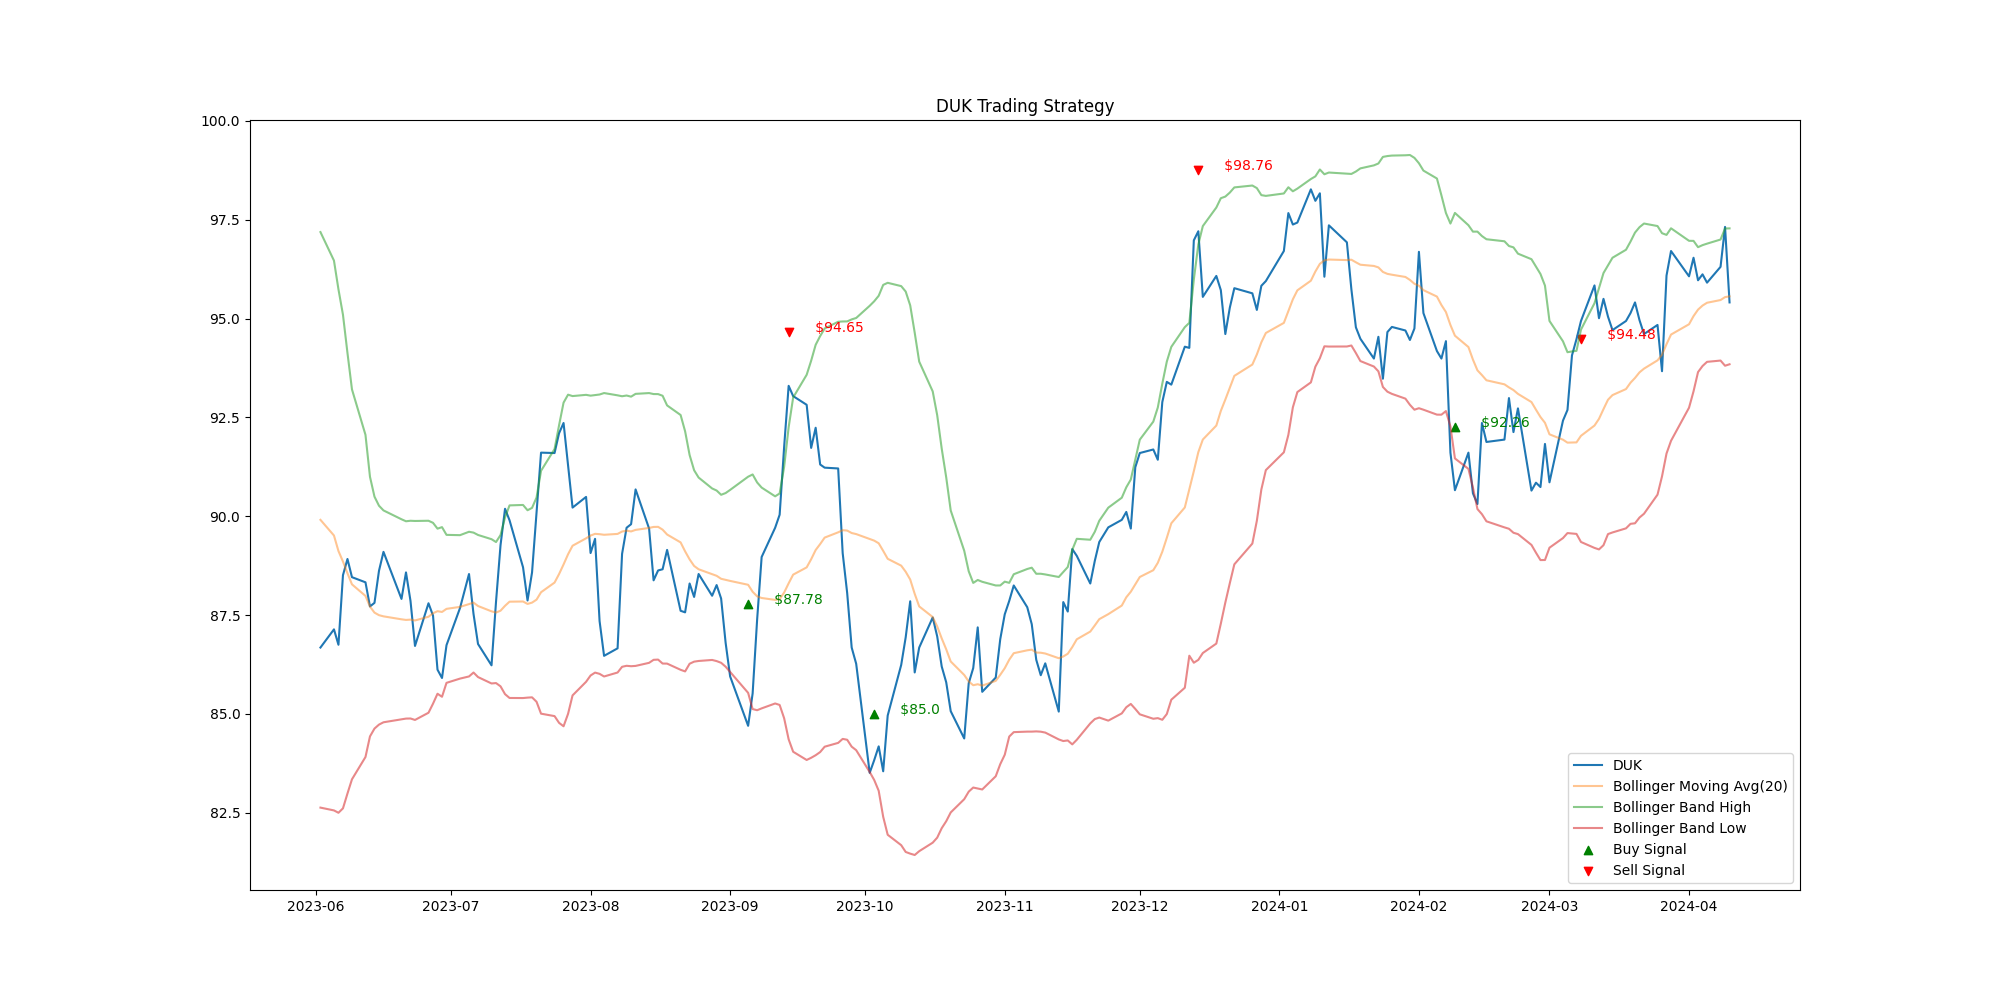 DUK Trading Strategy
100.0
97.5
95.0
92.5
90.0
87.5
85.0
82.5
$98.76
$94.65
$94.48
$92.26
$87.78
$85.0
DUK
Bollinger Moving Avg(20)
Bollinger Band High
Bollinger Band Low
Buy Signal
Sell Signal
2023-06 2023-07 2023-08 2023-09 2023-10 2023-11 2023-12 2024-01 2024-02 2024-03 2024-04